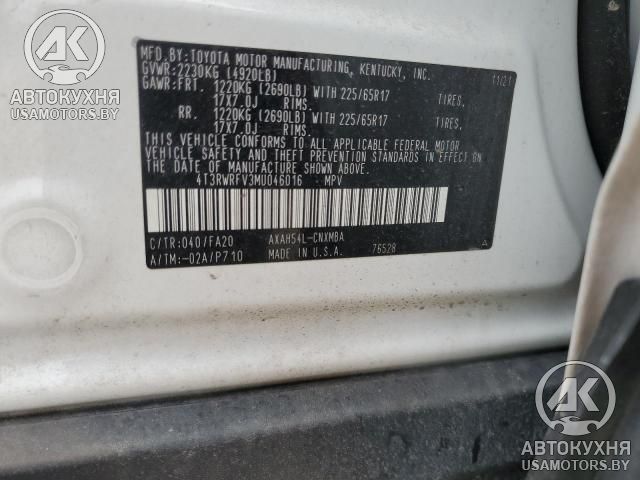 MFD.BY:TOYOTA MOTOR MANUFACTURING, KENTUCKY, INC.
GVWR:2230KG (4920LB) 11/21
GAWR:FRT. 1220KG (2690LB) WITH 225/65R17 TIRES,
17X7.0J RIMS.
RR. 1220KG (2690LB) WITH 225/65R17 TIRES,
17X7.0J RIMS.
THIS VEHICLE CONFORMS TO ALL APPLICABLE FEDERAL MOTOR
VEHICLE SAFETY AND THEFT PREVENTION STANDARDS IN EFFECT ON
THE DATE OF MANUFACTURE SHOWN ABOVE.
4T3RWRFV3MU046016 MPV
C/TR:040/FA20 AXAH54L-CNXMBA
A/TM:-02A/P710 MADE IN U.S.A. 76528
АВТОКУХНЯ
USAMOTORS.BY
АВТОКУХНЯ
USAMOTORS.BY